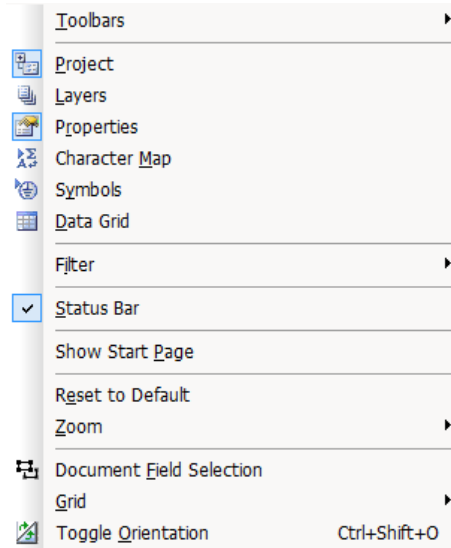 Toolbars
Project
Layers
Properties
Character Map
Symbols
Data Grid
Filter
Status Bar
Show Start Page
Reset to Default
Zoom
Document Field Selection
Grid
Toggle Orientation Ctrl+Shift+O